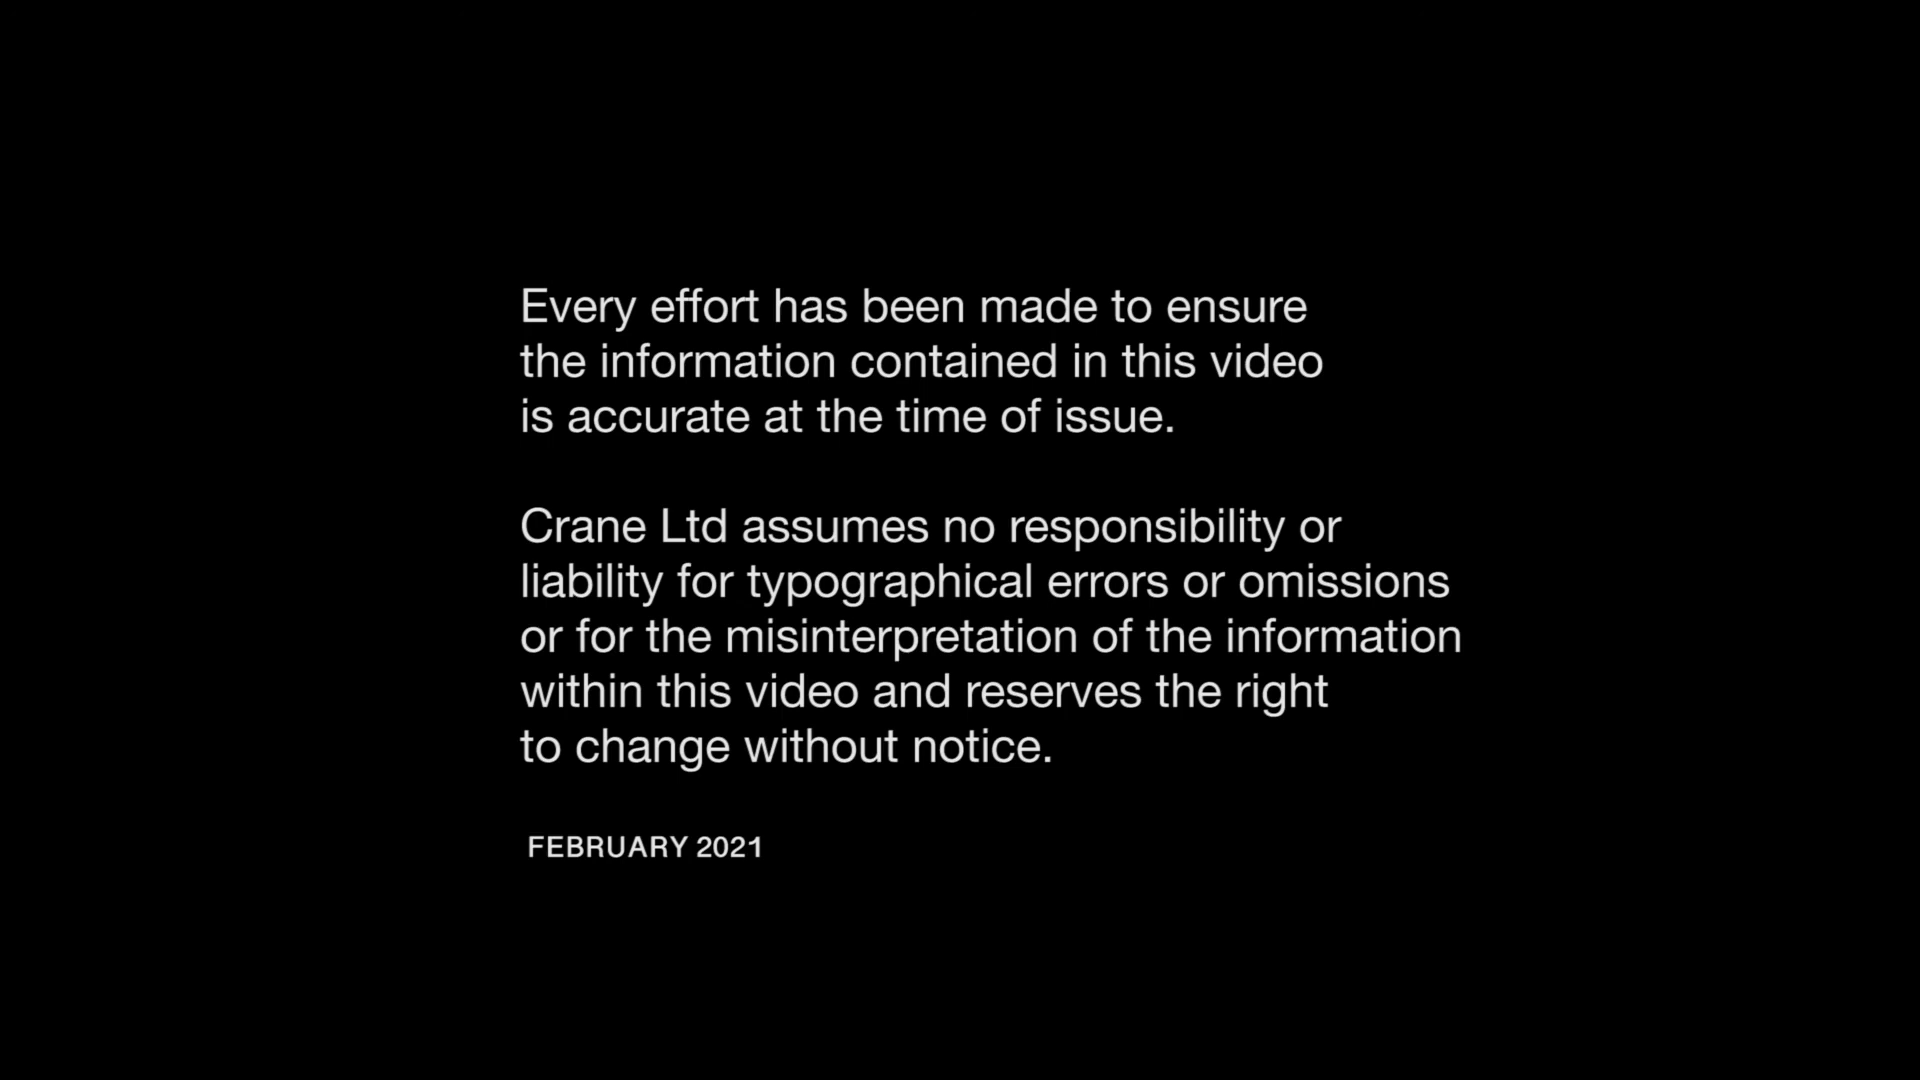 Every effort has been made to ensure
the information contained in this video
is accurate at the time of issue.
Crane Ltd assumes no responsibility or
liability for typographical errors or omissions
or for the misinterpretation of the information
within this video and reserves the right
to change without notice.
FEBRUARY 2021